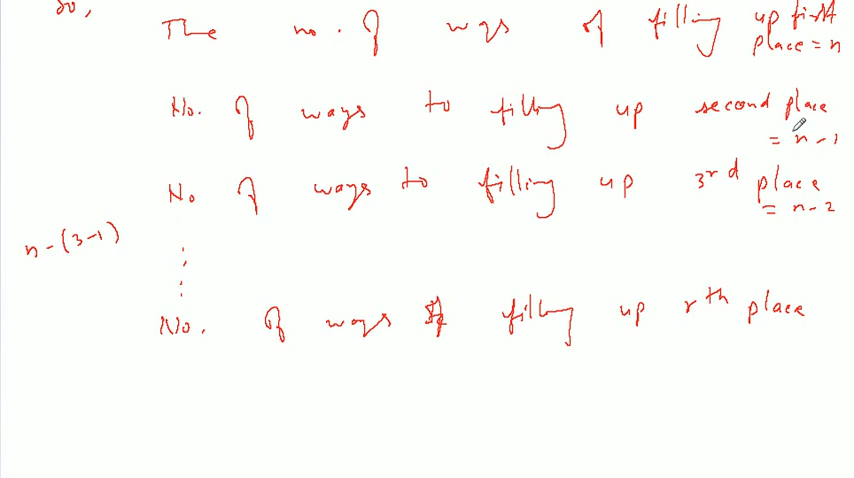 so,
The no. of ways of filling up first
place = n
No. of ways to filling up second place
= n-1
No of ways to filling up 3rd place
= n-2
n-(3-1)
No. of ways of filling up rth place